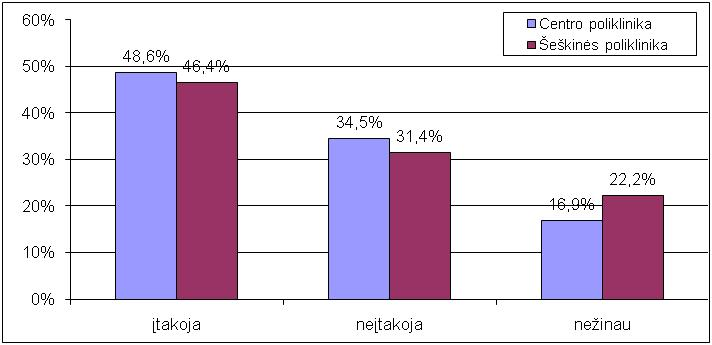 60%
50%
40%
30%
20%
10%
0%
Centro poliklinika
Šeškinės poliklinika
48,6%
46,4%
34,5%
31,4%
16,9%
22,2%
įtakoja
neįtakoja
nežinau